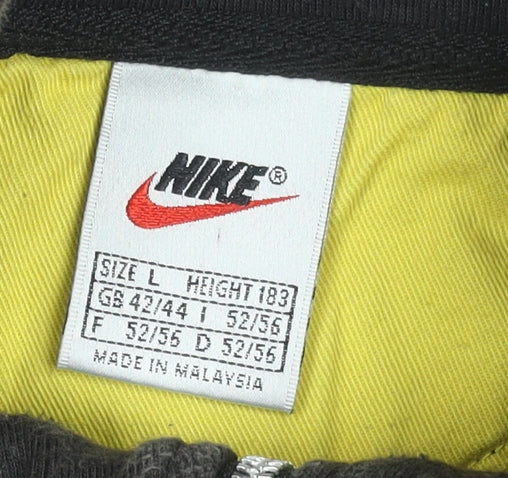 NIKE®
SIZE L HEIGHT 183
GB 42/44 I 52/56
F 52/56 D 52/56
MADE IN MALAYSIA